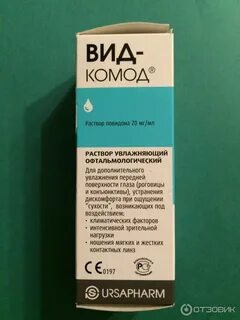 ВИД-
КОМОД®
Раствор повидона 20 мг/мл
РАСТВОР УВЛАЖНЯЮЩИЙ
ОФТАЛЬМОЛОГИЧЕСКИЙ
Для дополнительного
увлажнения передней
поверхности глаза (роговицы
и конъюнктивы), устранения
дискомфорта при ощущении
"сухости", возникающих под
воздействием:
- климатических факторов
- интенсивной зрительной
нагрузки
- ношения мягких и жестких
контактных линз
CE 0197
URSAPHARM
ОТЗОВИК